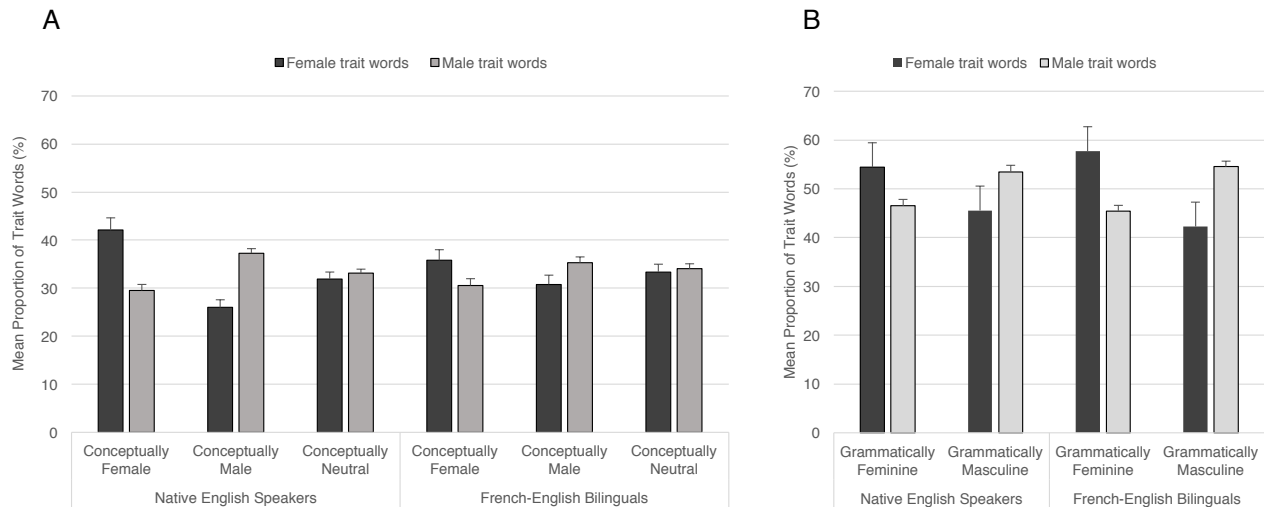 A
Female trait words Male trait words
Mean Proportion of Trait Words (%)
70
60
50
40
30
20
10
0
Conceptually Female
Conceptually Male
Conceptually Neutral
Conceptually Female
Conceptually Male
Conceptually Neutral
Native English Speakers
French-English Bilinguals
B
Female trait words Male trait words
Mean Proportion of Trait Words (%)
70
60
50
40
30
20
10
0
Grammatically Feminine
Grammatically Masculine
Grammatically Feminine
Grammatically Masculine
Native English Speakers
French-English Bilinguals